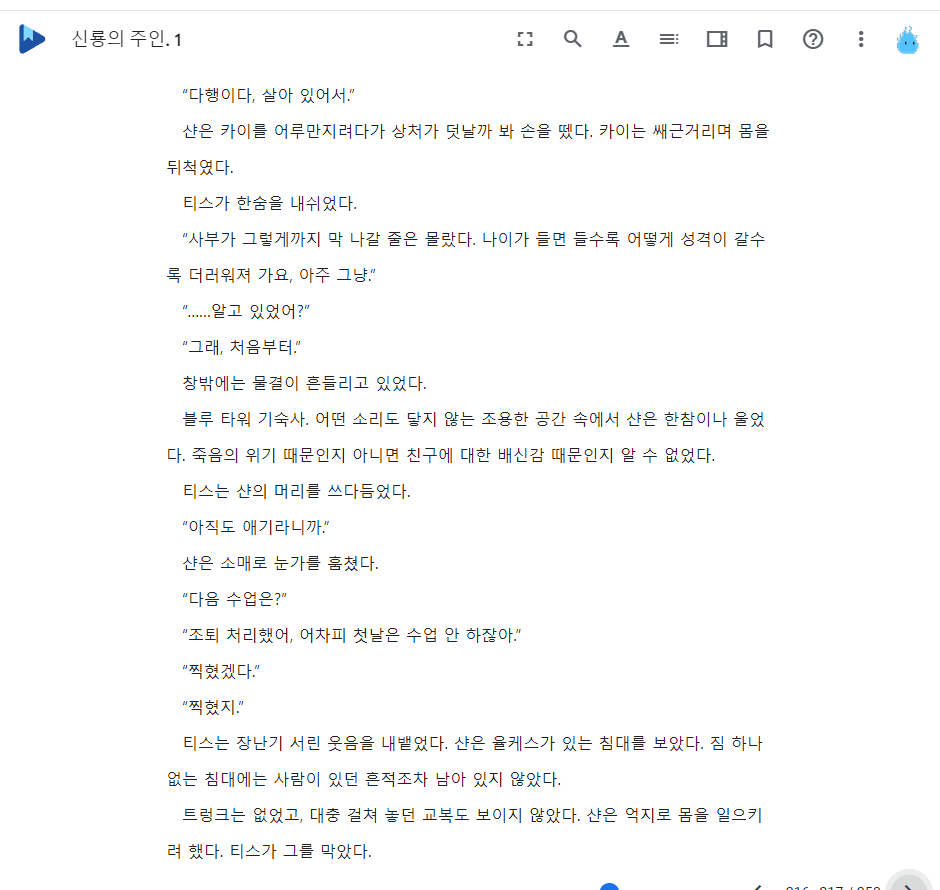 신룡의 주인. 1
“다행이다, 살아 있어서.”
샨은 카이를 어루만지려다가 상처가 덧날까 봐 손을 뗐다. 카이는 쌔근거리며 몸을
뒤척였다.
티스가 한숨을 내쉬었다.
“사부가 그렇게까지 막 나갈 줄은 몰랐다. 나이가 들면 들수록 어떻게 성격이 갈수
록 더러워져 가요, 아주 그냥.”
“……알고 있었어?”
“그래, 처음부터.”
창밖에는 물결이 흔들리고 있었다.
블루 타워 기숙사. 어떤 소리도 닿지 않는 조용한 공간 속에서 샨은 한참이나 울었
다. 죽음의 위기 때문인지 아니면 친구에 대한 배신감 때문인지 알 수 없었다.
티스는 샨의 머리를 쓰다듬었다.
“아직도 애기라니까.”
샨은 소매로 눈가를 훔쳤다.
“다음 수업은?”
“조퇴 처리했어, 어차피 첫날은 수업 안 하잖아.”
“찍혔겠다.”
“찍혔지.”
티스는 장난기 서린 웃음을 내뱉었다. 샨은 율케스가 있는 침대를 보았다. 짐 하나
없는 침대에는 사람이 있던 흔적조차 남아 있지 않았다.
트렁크는 없었고, 대충 걸쳐 놓던 교복도 보이지 않았다. 샨은 억지로 몸을 일으키
려 했다. 티스가 그를 막았다.